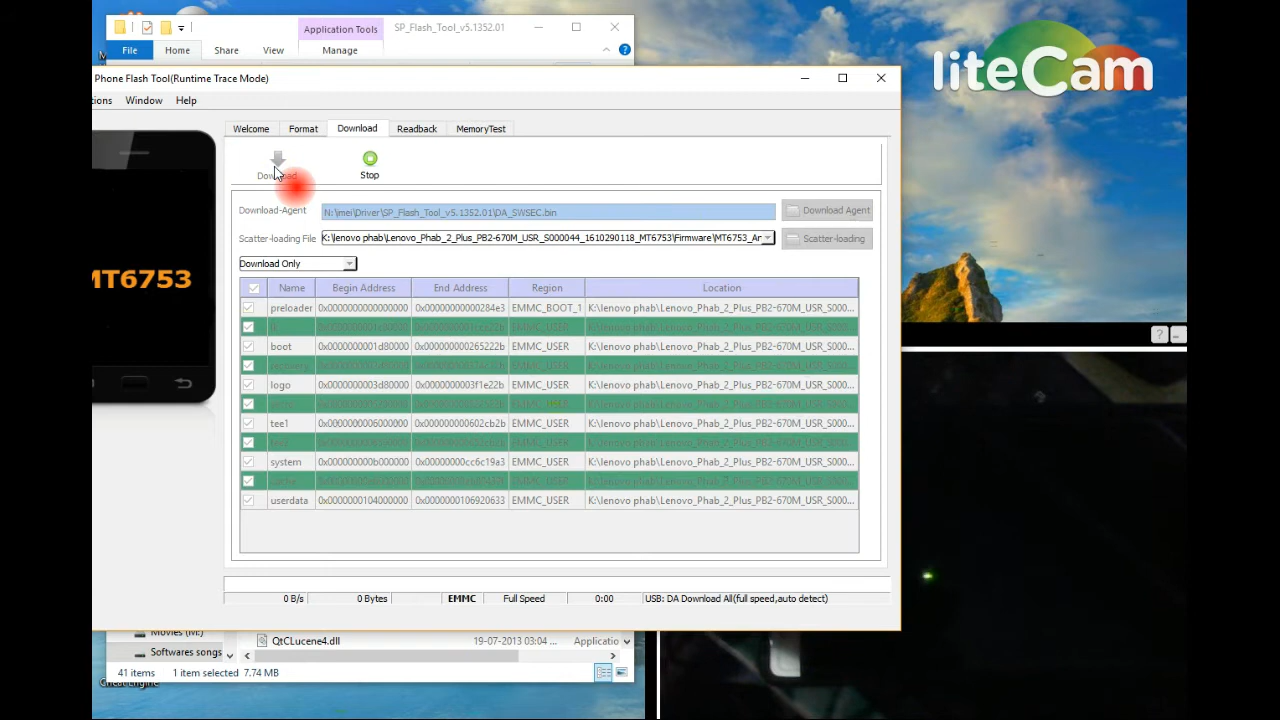 Application Tools
SP_Flash_Tool_v5.1352.01
File
Home
Share
View
Manage
liteCam
Phone Flash Tool(Runtime Trace Mode)
ions
Window
Help
Welcome
Format
Download
Readback
MemoryTest
Download
Stop
Download-Agent
N:\imei\Driver\SP_Flash_Tool_v5.1352.01\DA_SWSEC.bin
Download Agent
Scatter-loading File
K:\lenovo phab\Lenovo_Phab_2_Plus_PB2-670M_USR_S000044_1610290118_MT6753\Firmware\MT6753_Ar
Scatter-loading
Download Only
MT6753
Name Begin Address End Address Region Location
preloader 0x0000000000000000 0x00000000000284e3 EMMC_BOOT_1 K:\lenovo phab\Lenovo_Phab_2_Plus_PB2-670M_USR_S000...
boot 0x0000000001d80000 0x000000000265222b EMMC_USER K:\lenovo phab\Lenovo_Phab_2_Plus_PB2-670M_USR_S000...
logo 0x0000000003d80000 0x0000000003f1e22b EMMC_USER K:\lenovo phab\Lenovo_Phab_2_Plus_PB2-670M_USR_S000...
tee1 0x0000000006000000 0x000000000602cb2b EMMC_USER K:\lenovo phab\Lenovo_Phab_2_Plus_PB2-670M_USR_S000...
system 0x000000000b000000 0x00000000cc6c19a3 EMMC_USER K:\lenovo phab\Lenovo_Phab_2_Plus_PB2-670M_USR_S000...
userdata 0x0000000104000000 0x0000000106920633 EMMC_USER K:\lenovo phab\Lenovo_Phab_2_Plus_PB2-670M_USR_S000...
0 B/s
0 Bytes
EMMC
Full Speed
0:00
USB: DA Download All(full speed,auto detect)
Movies (M:)
QtCLucene4.dll
19-07-2013 03:04 ...
Applicatio
Softwares songs
41 items
1 item selected 7.74 MB